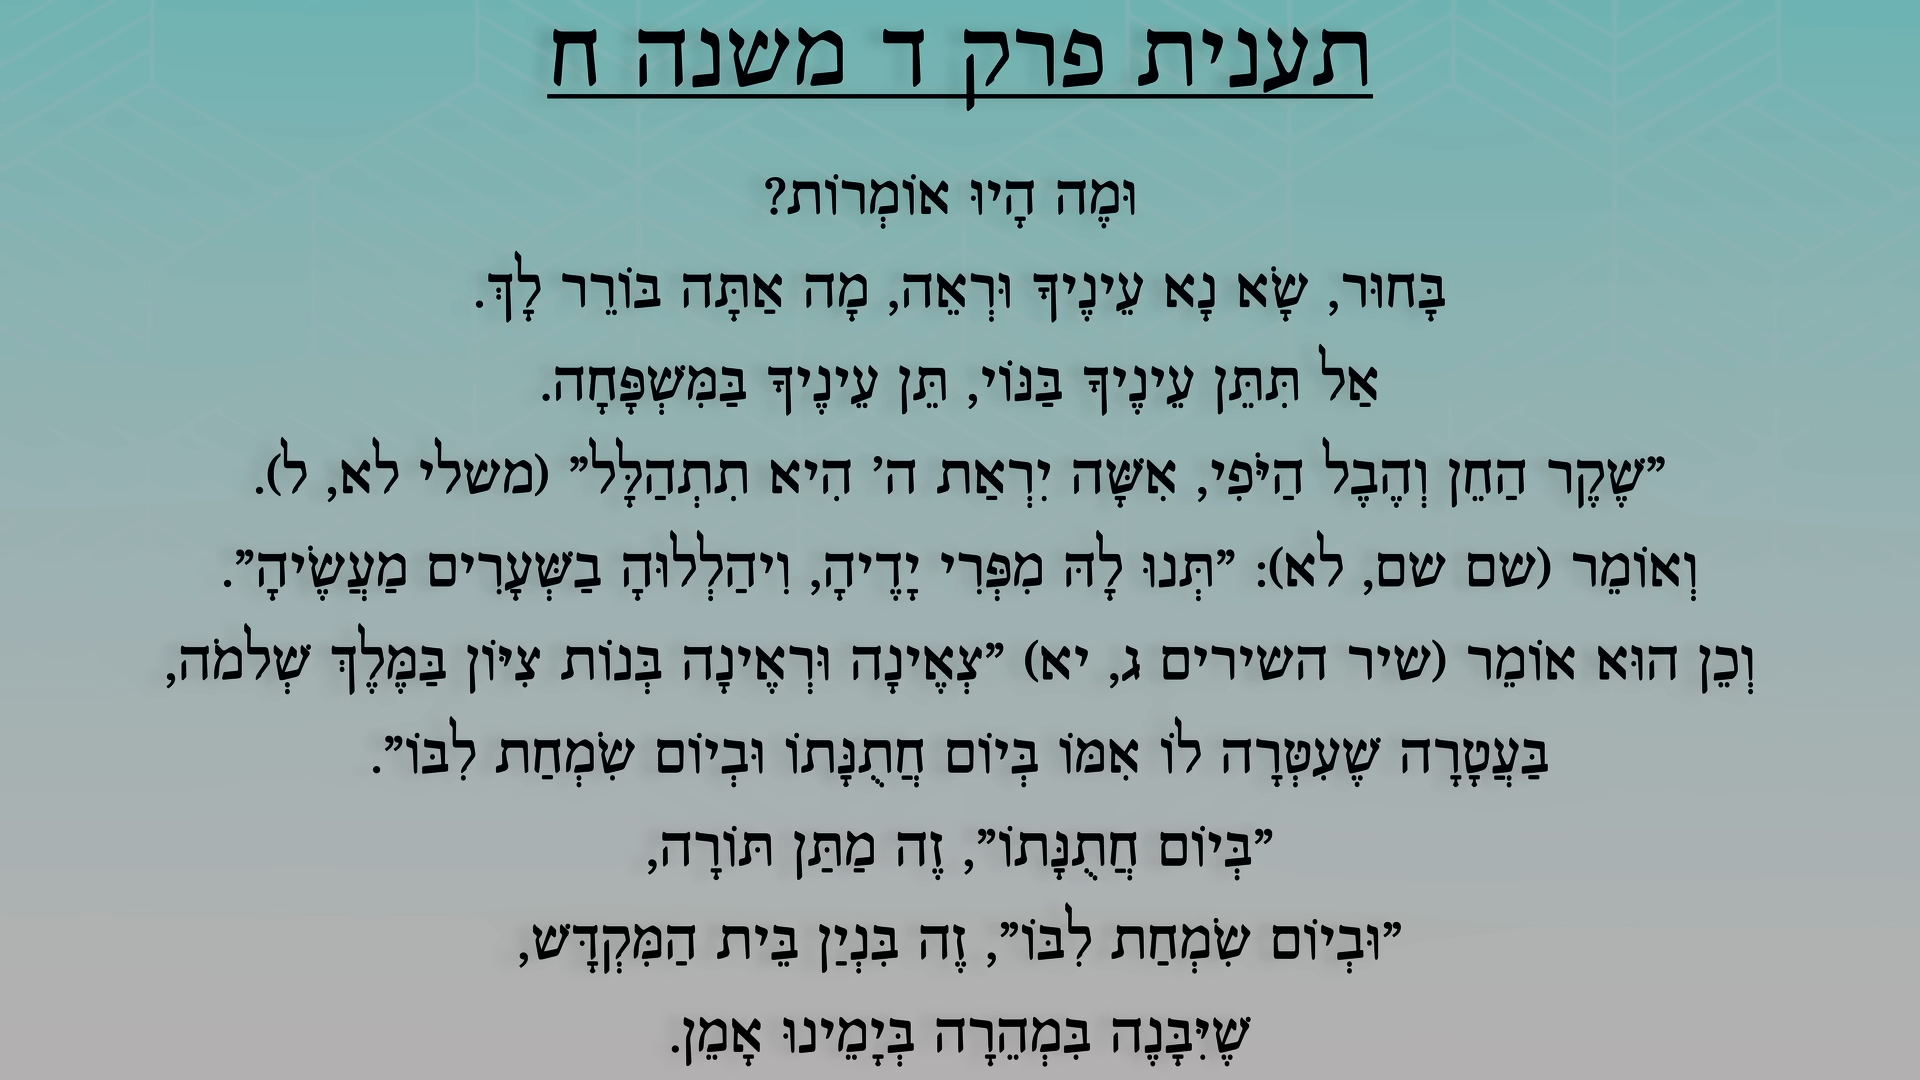 תענית פרק ד משנה ח
וּמֶה הָיוּ אוֹמְרוֹת?
בָּחוּר, שָׂא נָא עֵינֶיךָ וּרְאֵה, מָה אַתָּה בּוֹרֵר לָךְ.
אַל תִּתֵּן עֵינֶיךָ בַּנּוֹי, תֵּן עֵינֶיךָ בַּמִּשְׁפָּחָה.
”שֶׁקֶר הַחֵן וְהֶבֶל הַיֹּפִי, אִשָּׁה יִרְאַת ה’ הִיא תִתְהַלָּל” (משלי לא, ל).
וְאוֹמֵר (שם שם, לא): ”תְּנוּ לָהּ מִפְּרִי יָדֶיהָ, וִיהַלְלוּהָ בַשְּׁעָרִים מַעֲשֶׂיהָ”.
וְכֵן הוּא אוֹמֵר (שיר השירים ג, יא) ”צְאֶינָה וּרְאֶינָה בְּנוֹת צִיּוֹן בַּמֶּלֶךְ שְׁלֹמֹה,
בַּעֲטָרָה שֶׁעִטְּרָה לוֹ אִמּוֹ בְּיוֹם חֲתֻנָּתוֹ וּבְיוֹם שִׂמְחַת לִבּוֹ”.
”בְּיוֹם חֲתֻנָּתוֹ”, זֶה מַתַּן תּוֹרָה,
”וּבְיוֹם שִׂמְחַת לִבּוֹ”, זֶה בִּנְיַן בֵּית הַמִּקְדָּשׁ,
שֶׁיִּבָּנֶה בִּמְהֵרָה בְּיָמֵינוּ אָמֵן.